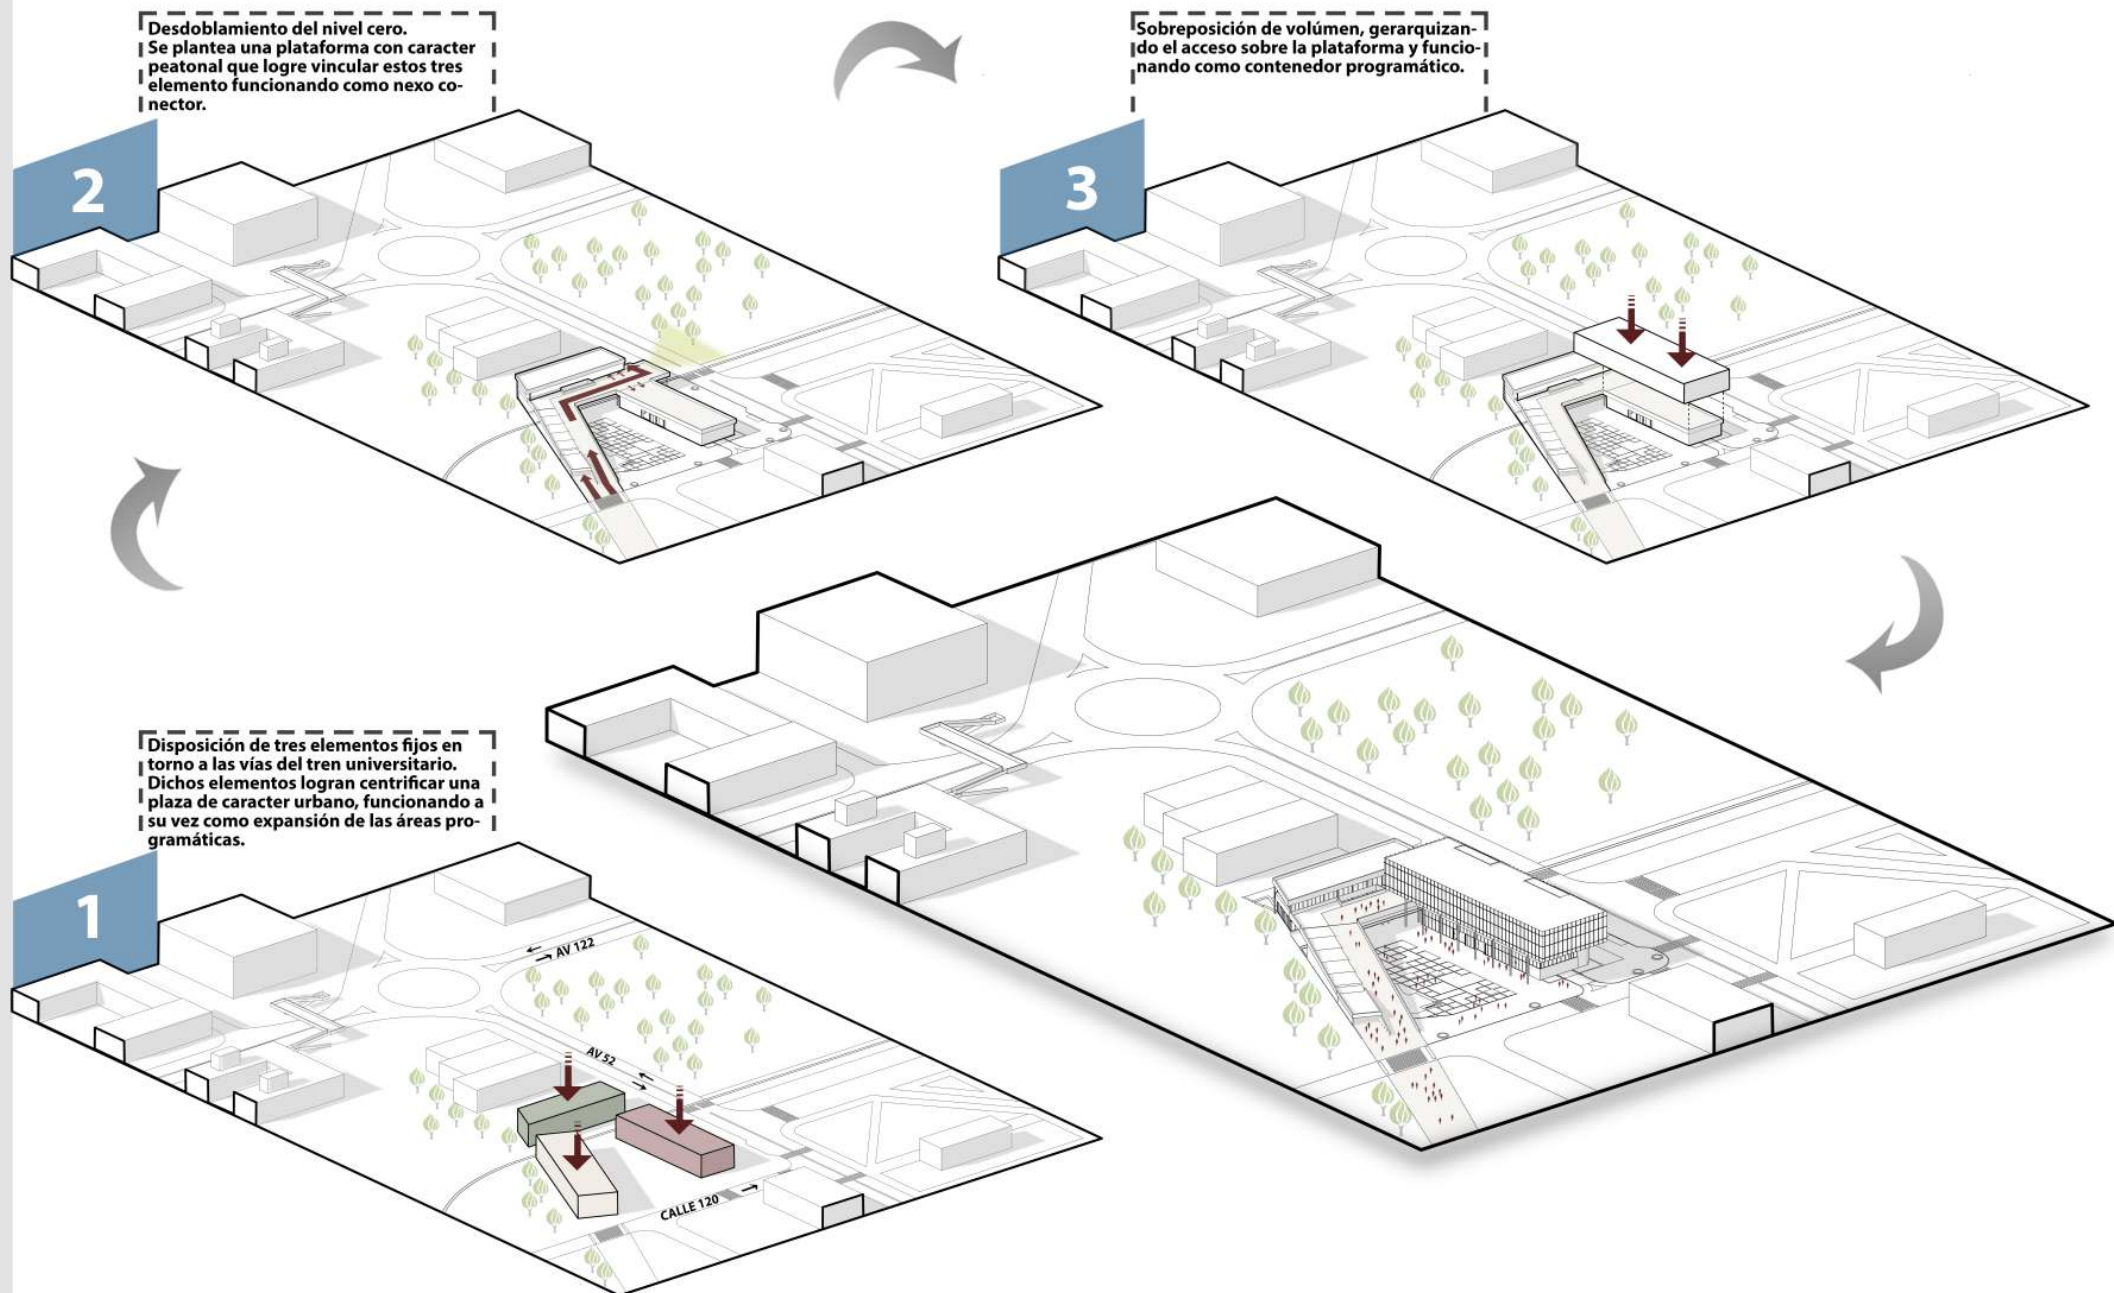 Desdoblamiento del nivel cero.
Se plantea una plataforma con caracter
peatonal que logre vincular estos tres
elemento funcionando como nexo co-
nector.
2
Sobreposición de volúmen, gerarquizan-
do el acceso sobre la plataforma y funcio-
nando como contenedor programático.
3
Disposición de tres elementos fijos en
torno a las vías del tren universitario.
Dichos elementos logran centrificar una
plaza de caracter urbano, funcionando a
su vez como expansión de las áreas pro-
gramáticas.
1
AV 122
AV 52
CALLE 120